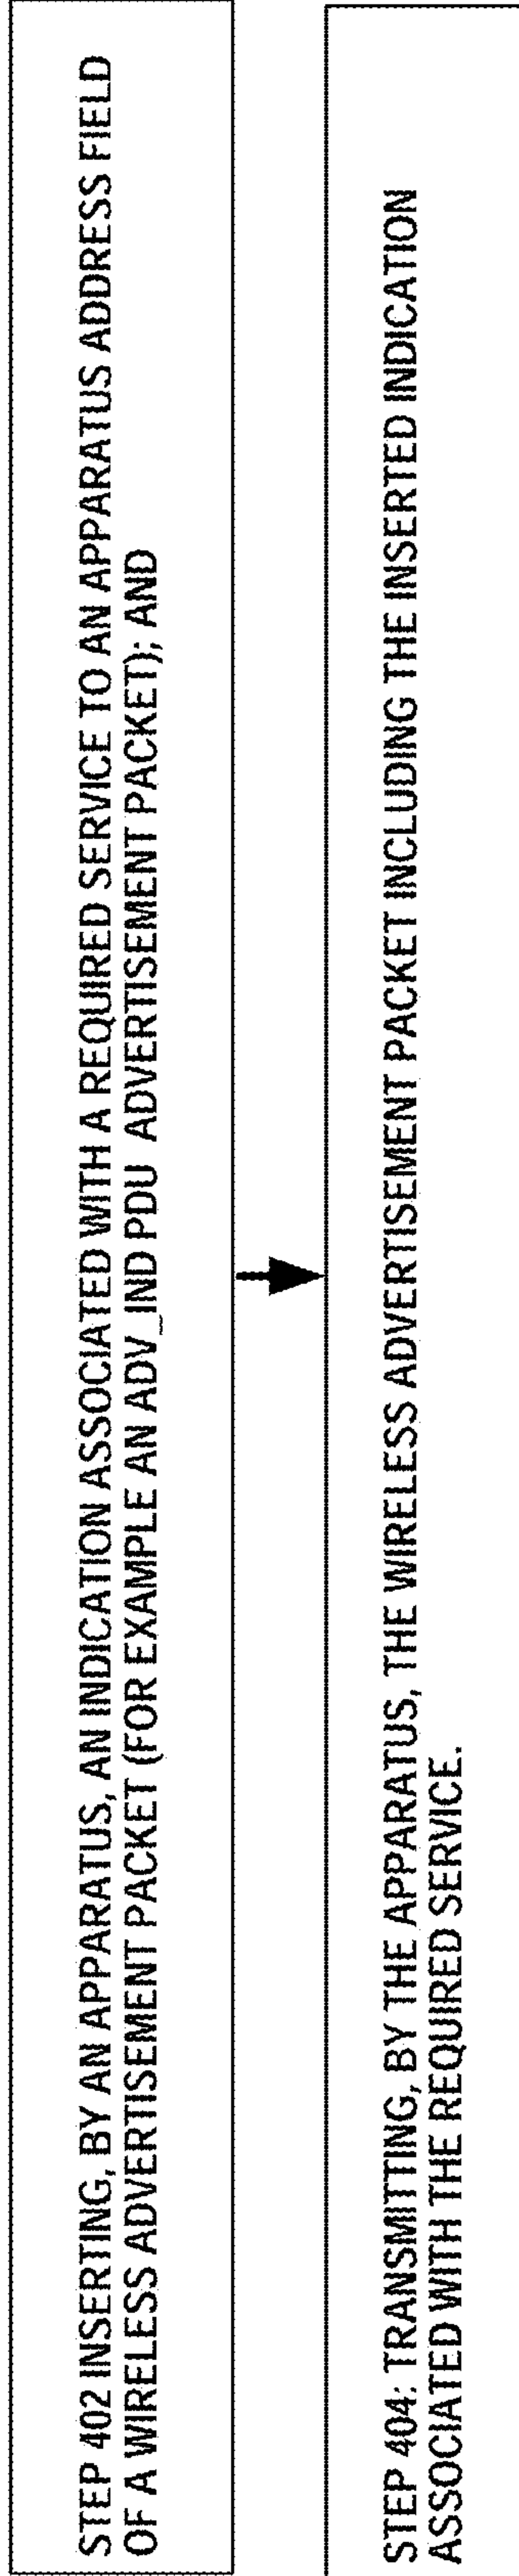 STEP 402 INSERTING, BY AN APPARATUS, AN INDICATION ASSOCIATED WITH A REQUIRED SERVICE TO AN APPARATUS ADDRESS FIELD
OF A WIRELESS ADVERTISEMENT PACKET (FOR EXAMPLE AN ADV_IND PDU ADVERTISEMENT PACKET); AND
STEP 404: TRANSMITTING, BY THE APPARATUS, THE WIRELESS ADVERTISEMENT PACKET INCLUDING THE INSERTED INDICATION
ASSOCIATED WITH THE REQUIRED SERVICE.